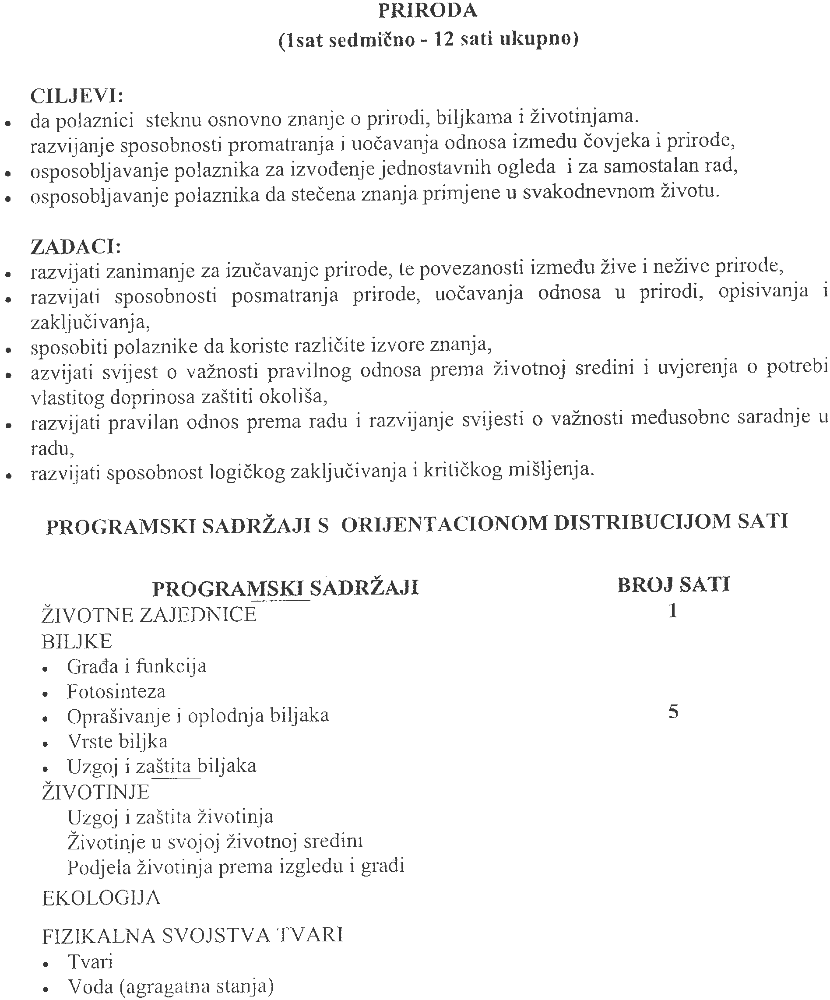 PRIRODA
(1sat sedmično - 12 sati ukupno)
CILJEVI:
• da polaznici steknu osnovno znanje o prirodi, biljkama i životinjama.
razvijanje sposobnosti promatranja i uočavanja odnosa između čovjeka i prirode,
• osposobljavanje polaznika za izvođenje jednostavnih ogleda i za samostalan rad,
• osposobljavanje polaznika da stečena znanja primjene u svakodnevnom životu.
ZADACI:
• razvijati zanimanje za izučavanje prirode, te povezanosti između žive i nežive prirode,
• razvijati sposobnosti posmatranja prirode, uočavanja odnosa u prirodi, opisivanja i
zaključivanja,
• sposobiti polaznike da koriste različite izvore znanja,
• azvijati svijest o važnosti pravilnog odnosa prema životnoj sredini i uvjerenja o potrebi
vlastitog doprinosa zaštiti okoliša,
• razvijati pravilan odnos prema radu i razvijanje svijesti o važnosti međusobne saradnje u
radu,
• razvijati sposobnost logičkog zaključivanja i kritičkog mišljenja.
PROGRAMSKI SADRŽAJI S ORIJENTACIONOM DISTRIBUCIJOM SATI
PROGRAMSKI SADRŽAJI BROJ SATI
ŽIVOTNE ZAJEDNICE 1
BILJKE
• Građa i funkcija
• Fotosinteza
• Oprašivanje i oplodnja biljaka 5
• Vrste biljka
• Uzgoj i zaštita biljaka
ŽIVOTINJE
Uzgoj i zaštita životinja
Životinje u svojoj životnoj sredini
Podjela životinja prema izgledu i građi
EKOLOGIJA
FIZIKALNA SVOJSTVA TVARI
• Tvari
• Voda (agragatna stanja)